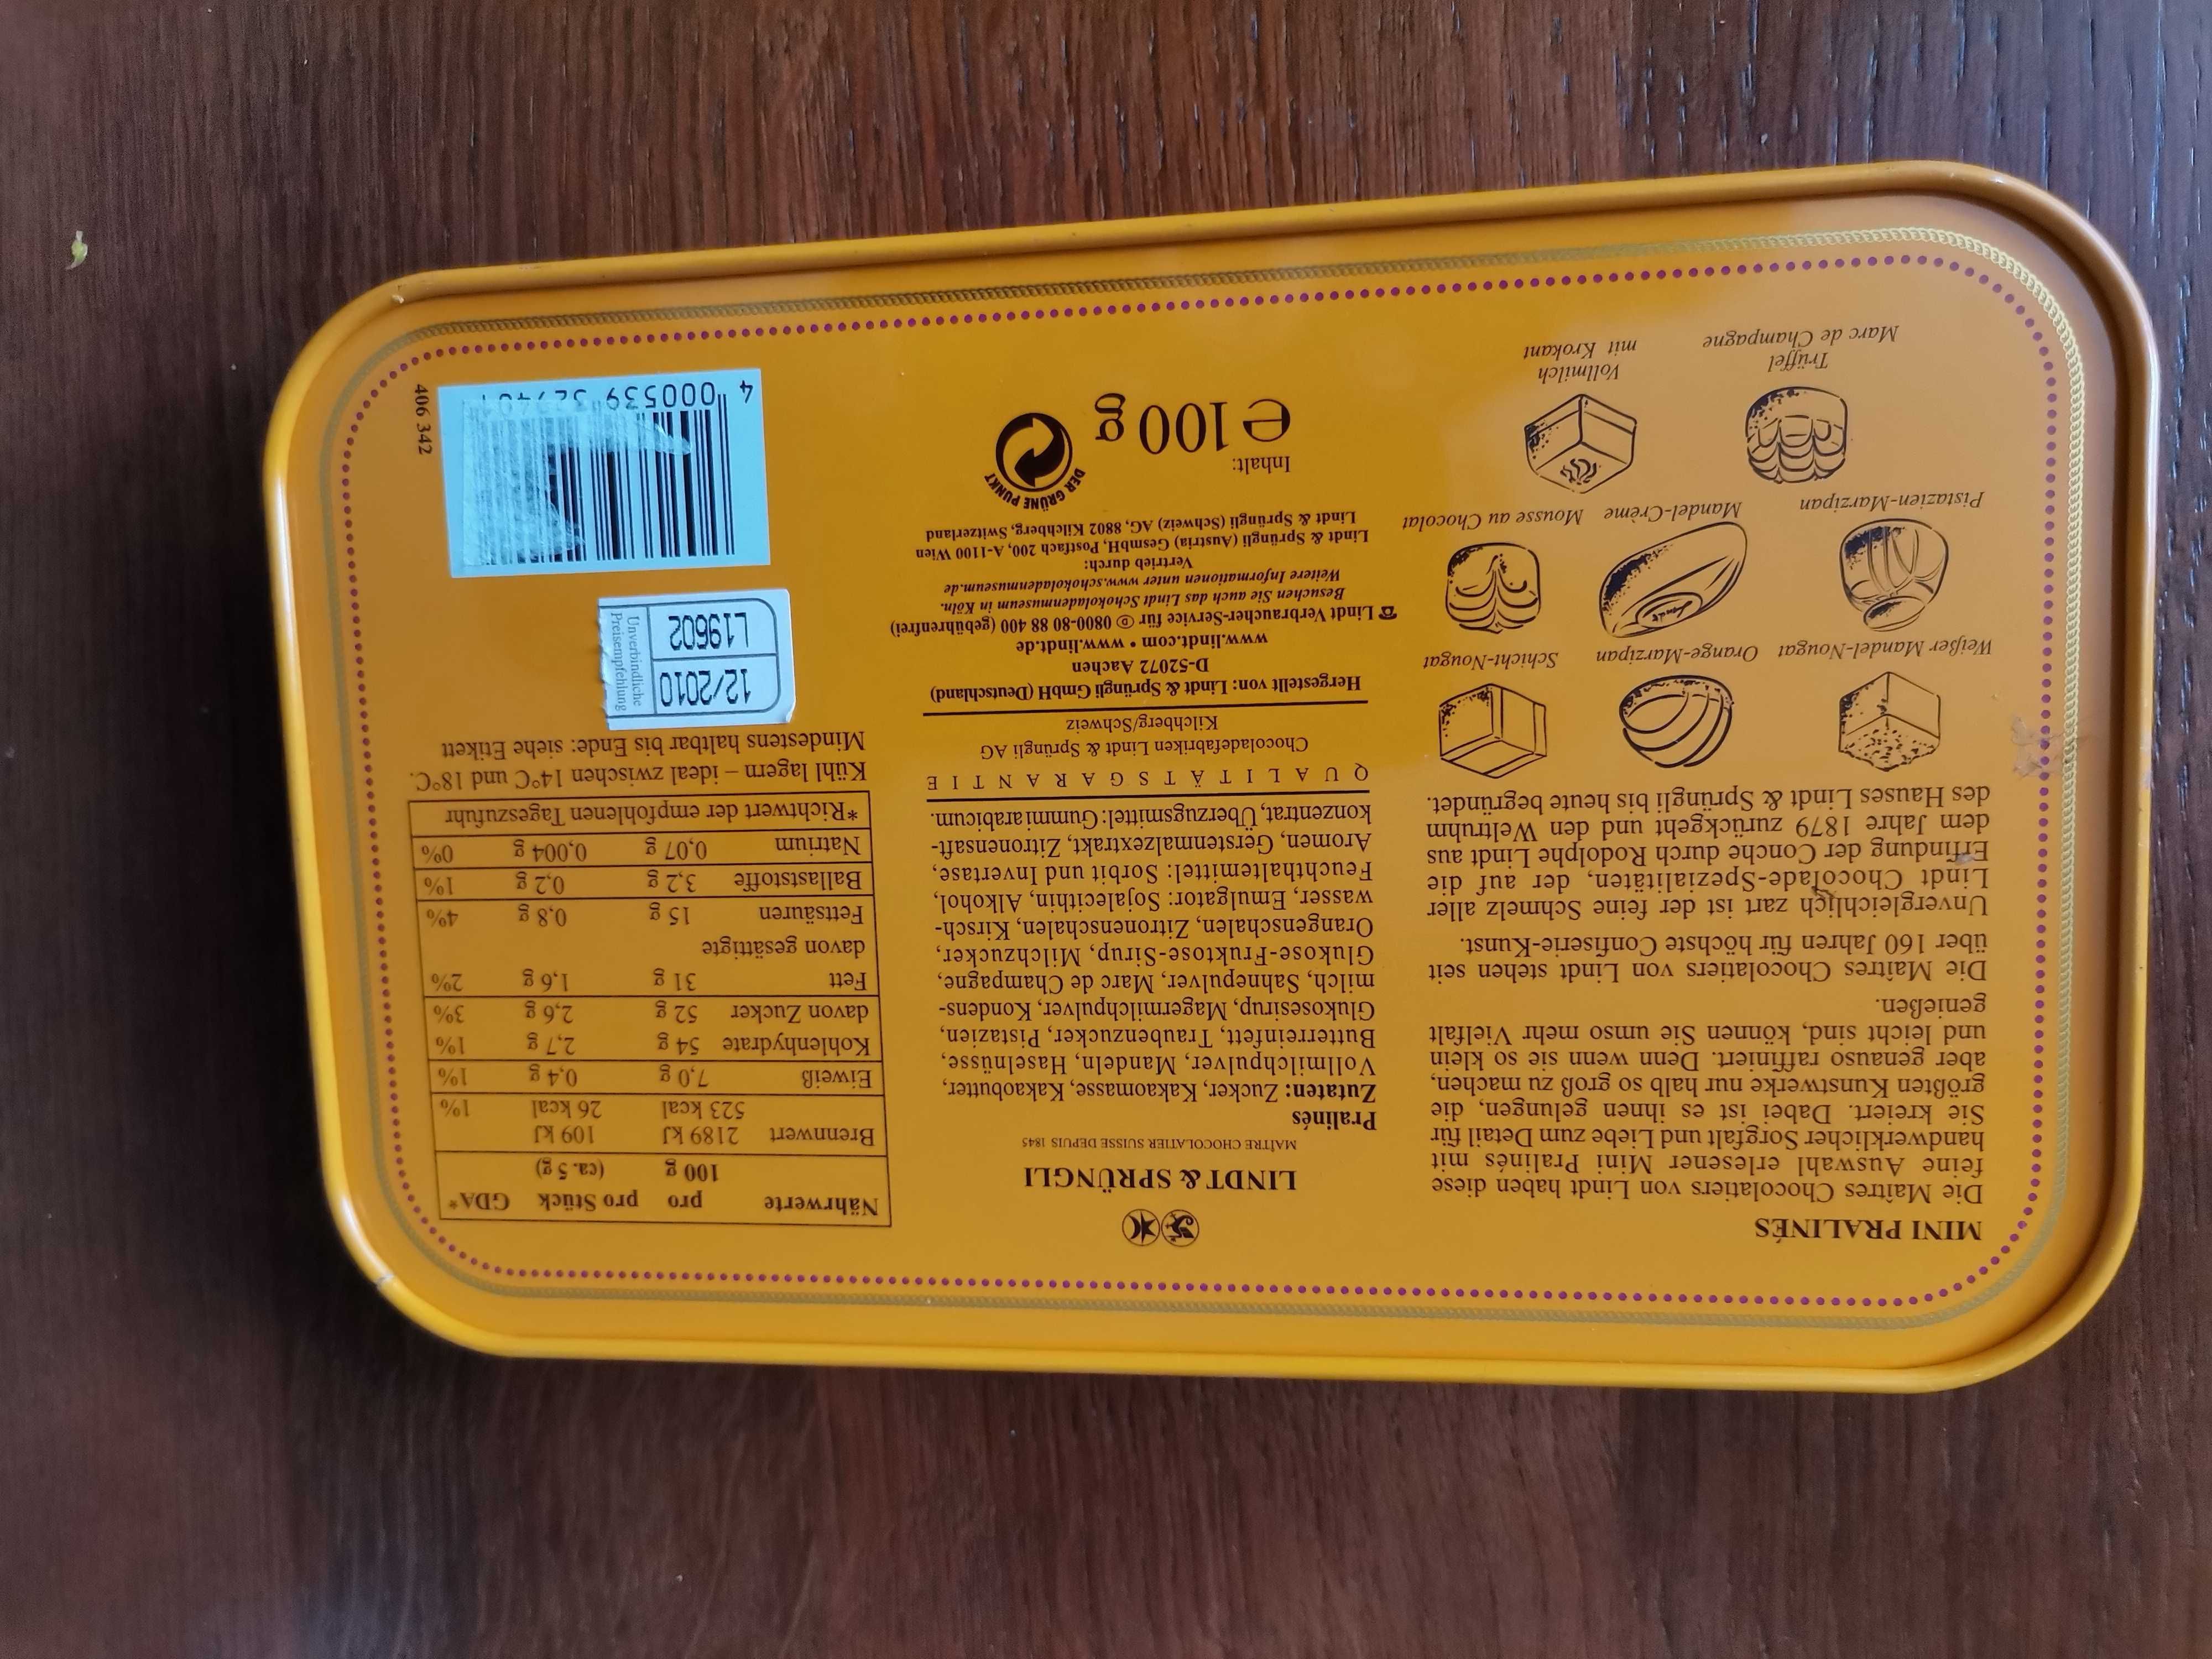 MINI PRALINÉS
Die Maîtres Chocolatiers von Lindt haben diese
feine Auswahl erlesener Mini Pralinés mit
handwerklicher Sorgfalt und Liebe zum Detail für
Sie kreiert. Dabei ist es ihnen gelungen, die
größten Kunstwerke nur halb so groß zu machen,
aber genauso raffiniert. Denn wenn sie so klein
und leicht sind, können Sie umso mehr Vielfalt
genießen.
Die Maîtres Chocolatiers von Lindt stehen seit
über 160 Jahren für höchste Confiserie-Kunst.
Unvergleichlich zart ist der feine Schmelz aller
Lindt Chocolade-Spezialitäten, der auf die
Erfindung der Conche durch Rodolphe Lindt aus
dem Jahre 1879 zurückgeht und den Weltruhm
des Hauses Lindt & Sprüngli bis heute begründet.
Weißer Mandel-Nougat Orange-Marzipan Schicht-Nougat
Pistazien-Marzipan Mandel-Crème Mousse au Chocolat
Trüffel
Marc de Champagne
Vollmilch
mit Krokant
LINDT & SPRÜNGLI
MAÎTRE CHOCOLATIER SUISSE DEPUIS 1845
Pralinés
Zutaten: Zucker, Kakaomasse, Kakaobutter,
Vollmilchpulver, Mandeln, Haselnüsse,
Butterreinfett, Traubenzucker, Pistazien,
Glukosesirup, Magermilchpulver, Kondens-
milch, Sahnepulver, Marc de Champagne,
Glukose-Fruktose-Sirup, Milchzucker,
Orangenschalen, Zitronenschalen, Kirsch-
wasser, Emulgator: Sojalecithin, Alkohol,
Feuchthaltemittel: Sorbit und Invertase,
Aromen, Gerstenmalzextrakt, Zitronensaft-
konzentrat, Überzugsmittel: Gummiarabicum.
QUALITÄTSGARANTIE
Chocoladefabriken Lindt & Sprüngli AG
Kilchberg/Schweiz
Hergestellt von: Lindt & Sprüngli GmbH (Deutschland)
D-52072 Aachen
www.lindt.com • www.lindt.de
☎ Lindt Verbraucher-Service für Ⓓ 0800-80 88 400 (gebührenfrei)
Besuchen Sie auch das Lindt Schokoladenmuseum in Köln.
Weitere Informationen unter www.schokoladenmuseum.de
Vertrieb durch:
Lindt & Sprüngli (Austria) GesmbH, Postfach 200, A-1100 Wien
Lindt & Sprüngli (Schweiz) AG, 8802 Kilchberg, Switzerland
Inhalt:
℮ 100 g
DER GRÜNE PUNKT
Nährwerte pro pro Stück GDA*
100 g (ca. 5 g)
Brennwert 2189 kJ 109 kJ
523 kcal 26 kcal 1%
Eiweiß 7,0 g 0,4 g 1%
Kohlenhydrate 54 g 2,7 g 1%
davon Zucker 52 g 2,6 g 3%
Fett 31 g 1,6 g 2%
davon gesättigte
Fettsäuren 15 g 0,8 g 4%
Ballaststoffe 3,2 g 0,2 g 1%
Natrium 0,07 g 0,004 g 0%
*Richtwert der empfohlenen Tageszufuhr
Kühl lagern – ideal zwischen 14°C und 18°C.
Mindestens haltbar bis Ende: siehe Etikett
12/2010
L19602
Unverbindliche
Preisempfehlung
4 000539
406 342